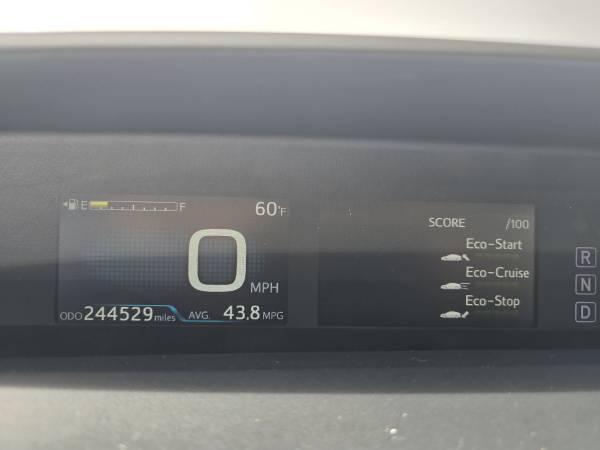 E F 60°F
0 MPH
ODO 244529 miles AVG. 43.8 MPG
SCORE /100
Eco-Start
Eco-Cruise
Eco-Stop
R
N
D